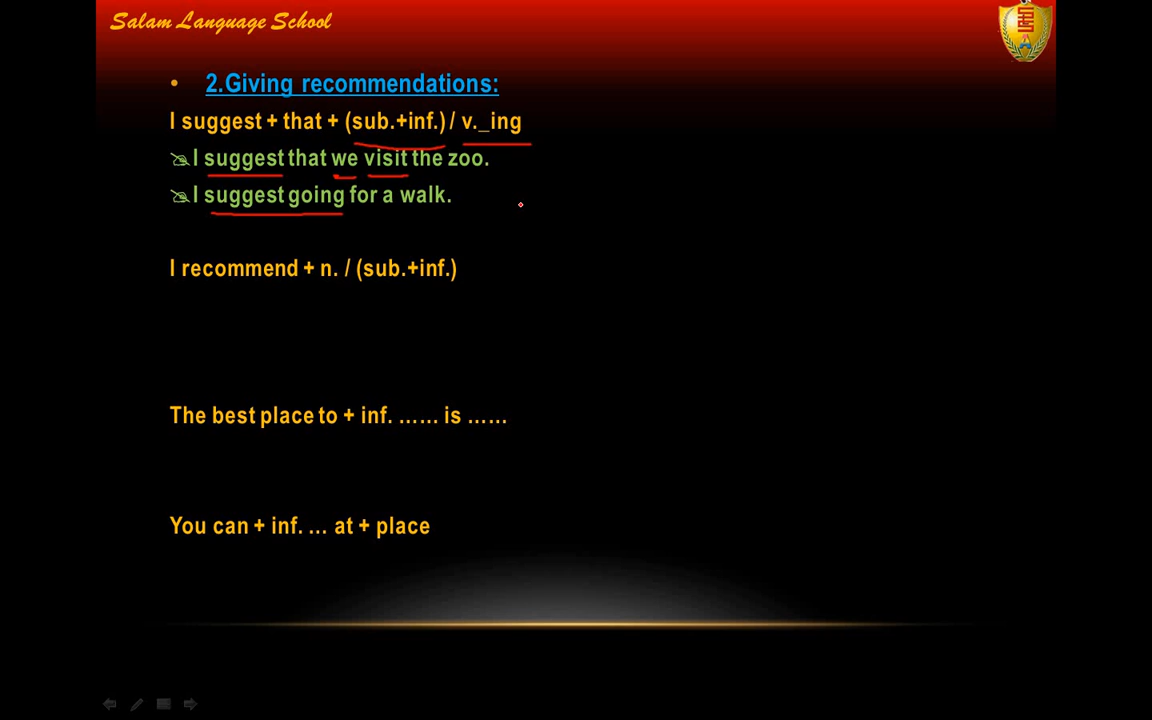 Salam Language School
• 2.Giving recommendations:
I suggest + that + (sub.+inf.) / v._ing
I suggest that we visit the zoo.
I suggest going for a walk.
I recommend + n. / (sub.+inf.)
The best place to + inf. …… is ……
You can + inf. … at + place